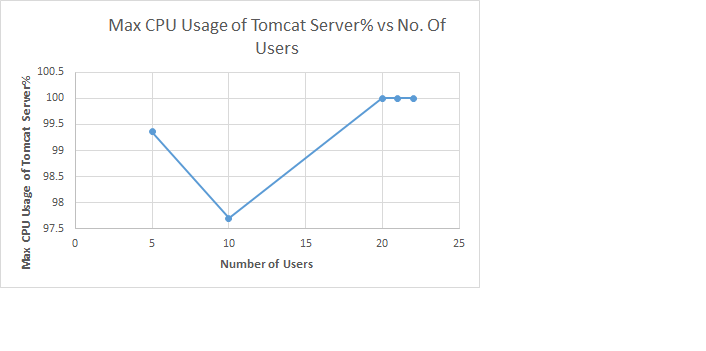 Max CPU Usage of Tomcat Server% vs No. Of
Users
Max CPU Usage of Tomcat Server%
100.5
100
99.5
99
98.5
98
97.5
0 5 10 15 20 25
Number of Users